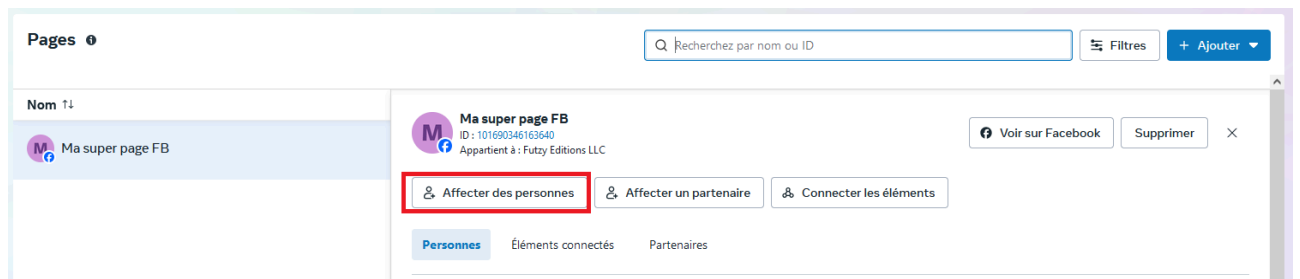 Pages
Recherchez par nom ou ID
Filtres
+ Ajouter
Nom ↑↓
M Ma super page FB
M
Ma super page FB
ID : 101690346163640
Appartient à : Futzy Editions LLC
Voir sur Facebook
Supprimer
Affecter des personnes
Affecter un partenaire
Connecter les éléments
Personnes
Éléments connectés
Partenaires